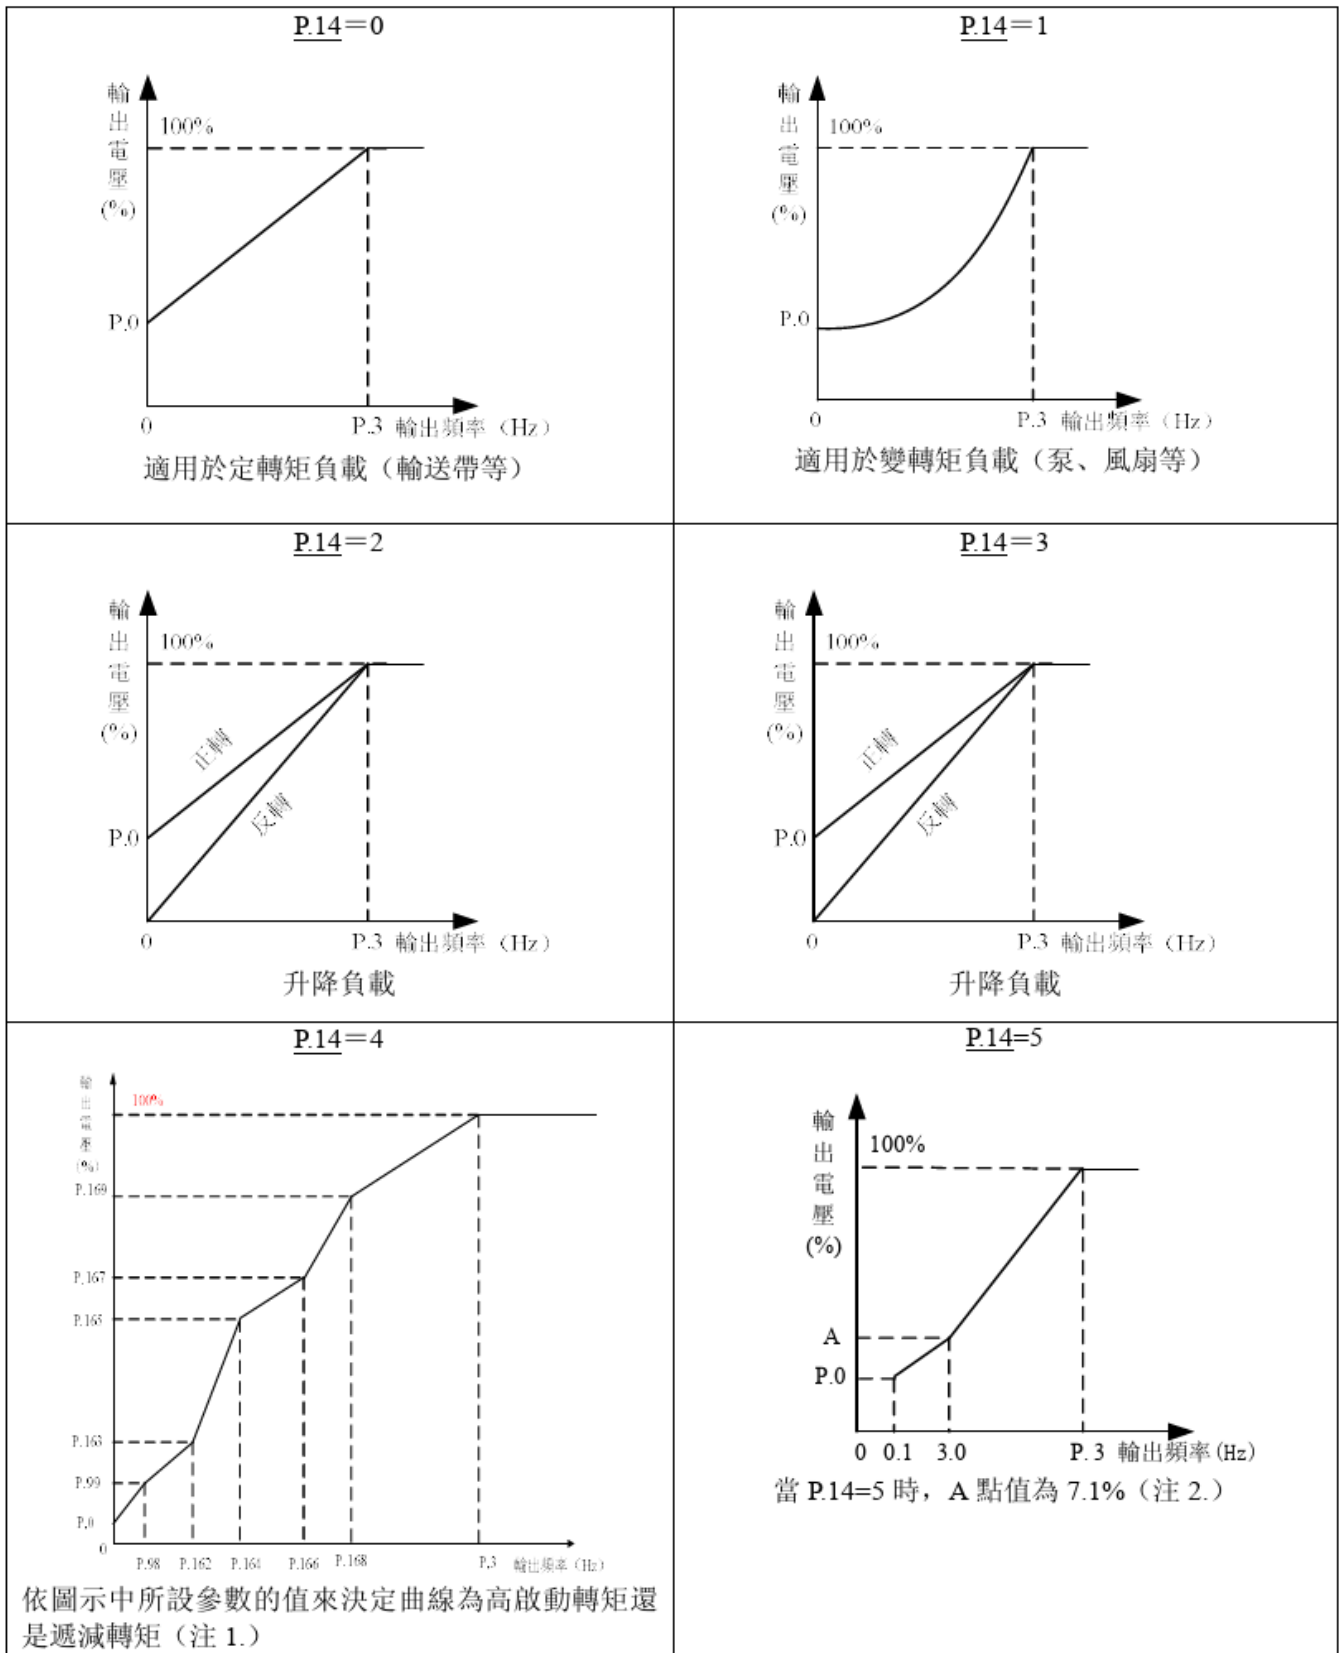 P.14＝0
輸出電壓(%)
100%
P.0
0
P.3 輸出頻率（Hz）
適用於定轉矩負載（輸送帶等）
P.14＝1
輸出電壓(%)
100%
P.0
0
P.3 輸出頻率（Hz）
適用於變轉矩負載（泵、風扇等）
P.14＝2
輸出電壓(%)
100%
正轉
反轉
P.0
0
P.3 輸出頻率（Hz）
升降負載
P.14＝3
輸出電壓(%)
100%
正轉
反轉
P.0
0
P.3 輸出頻率（Hz）
升降負載
P.14＝4
輸出電壓(%)
100%
P.169
P.167
P.165
P.163
P.99
P.0
0
P.98 P.162 P.164 P.166 P.168 P.3 輸出頻率（Hz）
依圖示中所設參數的值來決定曲線為高啟動轉矩還
是遞減轉矩（注 1.）
P.14=5
輸出電壓(%)
100%
A
P.0
0 0.1 3.0 P.3 輸出頻率(Hz)
當 P.14=5 時，A 點值為 7.1%（注 2.）